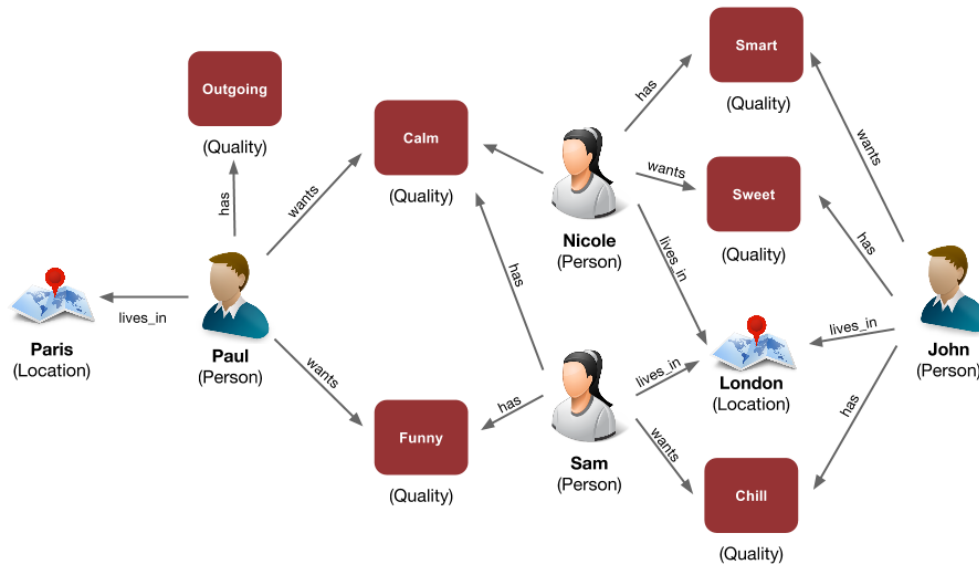 Smart
(Quality)
Outgoing
(Quality)
has
Calm
(Quality)
has
wants
wants
wants
Sweet
(Quality)
has
Nicole
(Person)
has
lives_in
has
Paris
(Location)
lives_in
Paul
(Person)
wants
lives_in
London
(Location)
lives_in
John
(Person)
has
has
Funny
(Quality)
Sam
(Person)
wants
Chill
(Quality)